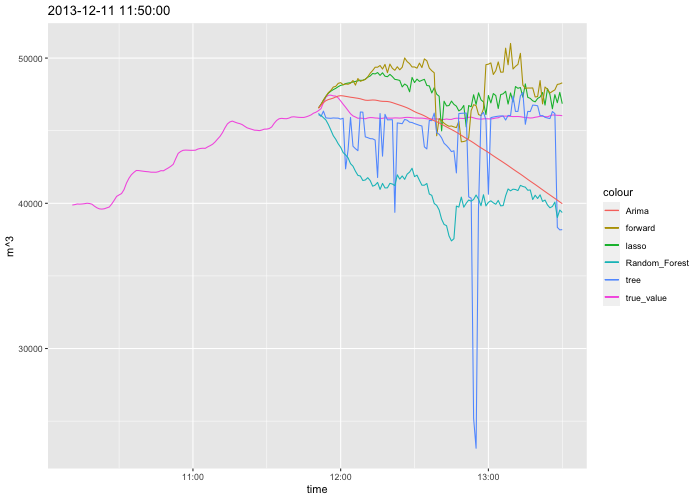 2013-12-11 11:50:00
50000
40000
30000
m^3
11:00
12:00
13:00
time
colour
Arima
forward
lasso
Random_Forest
tree
true_value